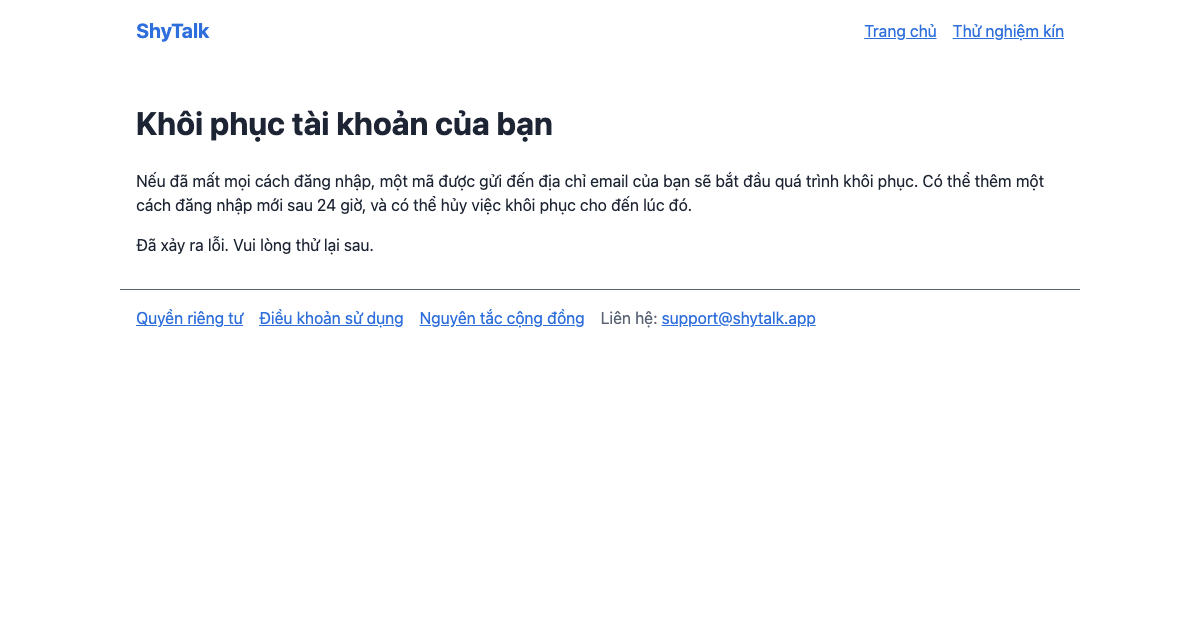 ShyTalk
Trang chủ
Thử nghiệm kín
Khôi phục tài khoản của bạn
Nếu đã mất mọi cách đăng nhập, một mã được gửi đến địa chỉ email của bạn sẽ bắt đầu quá trình khôi phục. Có thể thêm một
cách đăng nhập mới sau 24 giờ, và có thể hủy việc khôi phục cho đến lúc đó.
Đã xảy ra lỗi. Vui lòng thử lại sau.
Quyền riêng tư
Điều khoản sử dụng
Nguyên tắc cộng đồng
Liên hệ: support@shytalk.app